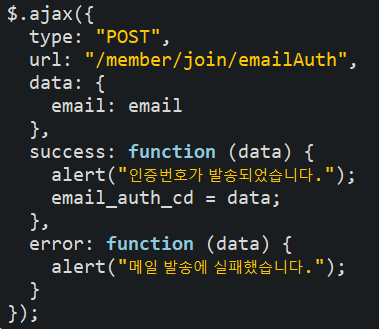 $.ajax({
  type: "POST",
  url: "/member/join/emailAuth",
  data: {
    email: email
  },
  success: function (data) {
    alert("인증번호가 발송되었습니다.");
    email_auth_cd = data;
  },
  error: function (data) {
    alert("메일 발송에 실패했습니다.");
  }
});